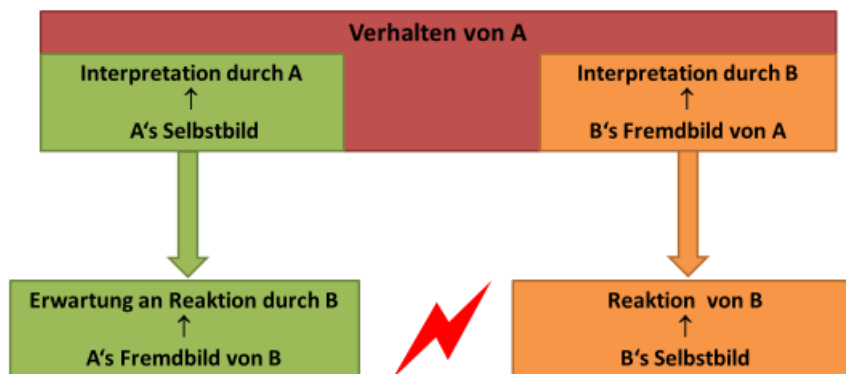 Verhalten von A
Interpretation durch A
↑
A‘s Selbstbild
Interpretation durch B
↑
B‘s Fremdbild von A
Erwartung an Reaktion durch B
↑
A‘s Fremdbild von B
Reaktion von B
↑
B‘s Selbstbild